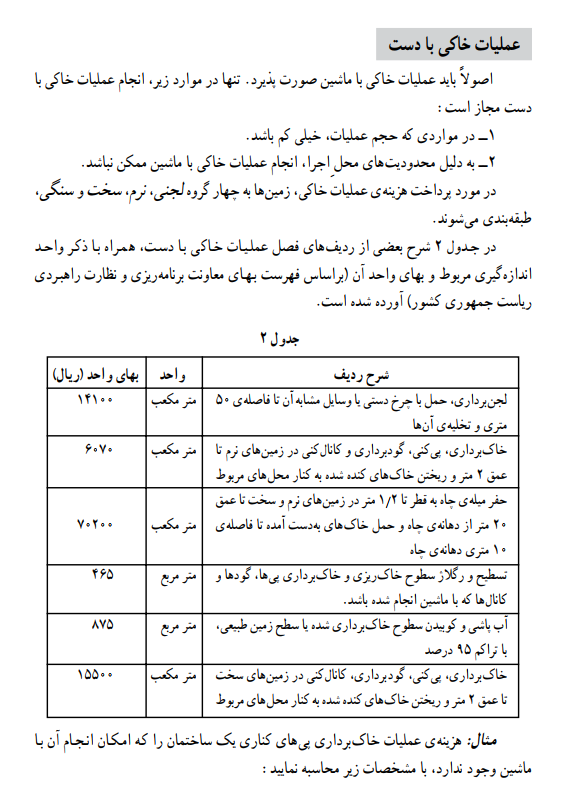 عملیات خاکی با دست
اصولاً باید عملیات خاکی با ماشین صورت پذیرد. تنها در موارد زیر، انجام عملیات خاکی با
دست مجاز است :
۱ــ در مواردی که حجم عملیات، خیلی کم باشد.
۲ــ به دلیل محدودیت‌های محلِ اجرا، انجام عملیات خاکی با ماشین ممکن نباشد.
در مورد پرداخت هزینه‌ی عملیات خاکی، زمین‌ها به چهار گروه لجنی، نرم، سخت و سنگی،
طبقه‌بندی می‌شوند.
در جدول ۲ شرح بعضی از ردیف‌های فصل عملیات خاکی با دست، همراه با ذکر واحد
اندازه‌گیری مربوط و بهای واحد آن (براساس فهرست بهای معاونت برنامه‌ریزی و نظارت راهبردی
ریاست جمهوری کشور) آورده شده است.
جدول ۲
شرح ردیف واحد بهای واحد (ریال)
لجن‌برداری، حمل با چرخ دستی یا وسایل مشابه آن تا فاصله‌ی ۵۰ متر مکعب ۱۴۱۰۰
متری و تخلیه‌ی آن‌ها
خاک‌برداری، پی‌کنی، گودبرداری و کانال‌کنی در زمین‌های نرم تا متر مکعب ۶۰۷۰
عمق ۲ متر و ریختن خاک‌های کنده شده به کنار محل‌های مربوط
حفر میله‌ی چاه به قطر تا ۱/۲ متر در زمین‌های نرم و سخت تا عمق
۲۰ متر از دهانه‌ی چاه و حمل خاک‌های به‌دست آمده تا فاصله‌ی متر مکعب ۷۰۲۰۰
۱۰ متری دهانه‌ی چاه
تسطیح و رگلاژ سطوح خاک‌ریزی و خاک‌برداری پی‌ها، گودها و متر مربع ۴۶۵
کانال‌ها که با ماشین انجام شده باشد.
آب پاشی و کوبیدن سطوح خاک‌برداری شده یا سطح زمین طبیعی، متر مربع ۸۷۵
با تراکم ۹۵ درصد
خاک‌برداری، پی‌کنی، گودبرداری، کانال‌کنی در زمین‌های سخت متر مکعب ۱۵۵۰۰
تا عمق ۲ متر و ریختن خاک‌های کنده شده به کنار محل‌های مربوط
مثال: هزینه‌ی عملیات خاک‌برداری پی‌های کناری یک ساختمان را که امکان انجام آن با
ماشین وجود ندارد، با مشخصات زیر محاسبه نمایید :